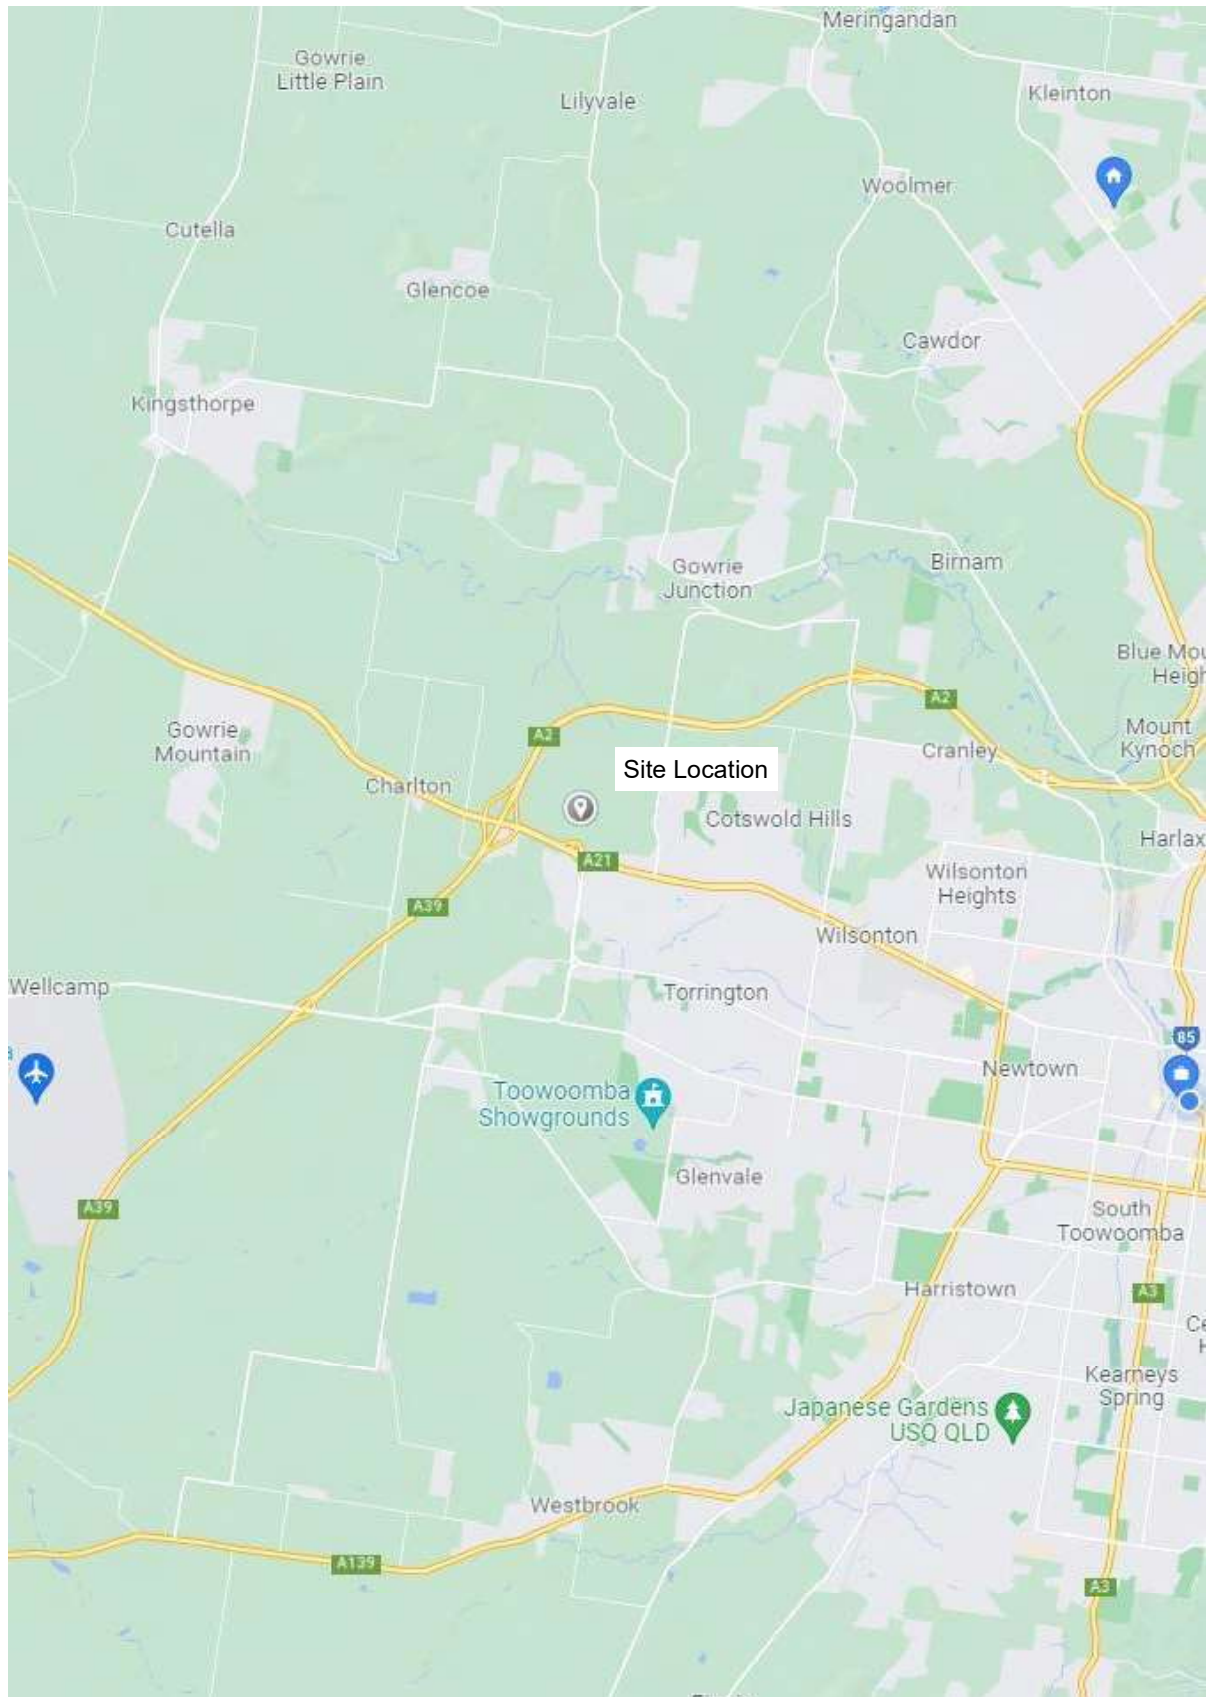 Meringandan
Gowrie
Little Plain
Lilyvale
Kleinton
Woolmer
Cutella
Glencoe
Cawdor
Kingsthorpe
Gowrie
Junction
Birnam
Blue Mou
Heigh
A2
A2
Gowrie
Mountain
Mount
Kynoch
Cranley
Site Location
Charlton
Cotswold Hills
Harlax
A21
Wilsonton
Heights
A39
Wilsonton
Wellcamp
Torrington
85
Newtown
Toowoomba
Showgrounds
Glenvale
A39
South
Toowoomba
Harristown
A3
Ce
H
Kearneys
Spring
Japanese Gardens
USQ QLD
Westbrook
A139
A3